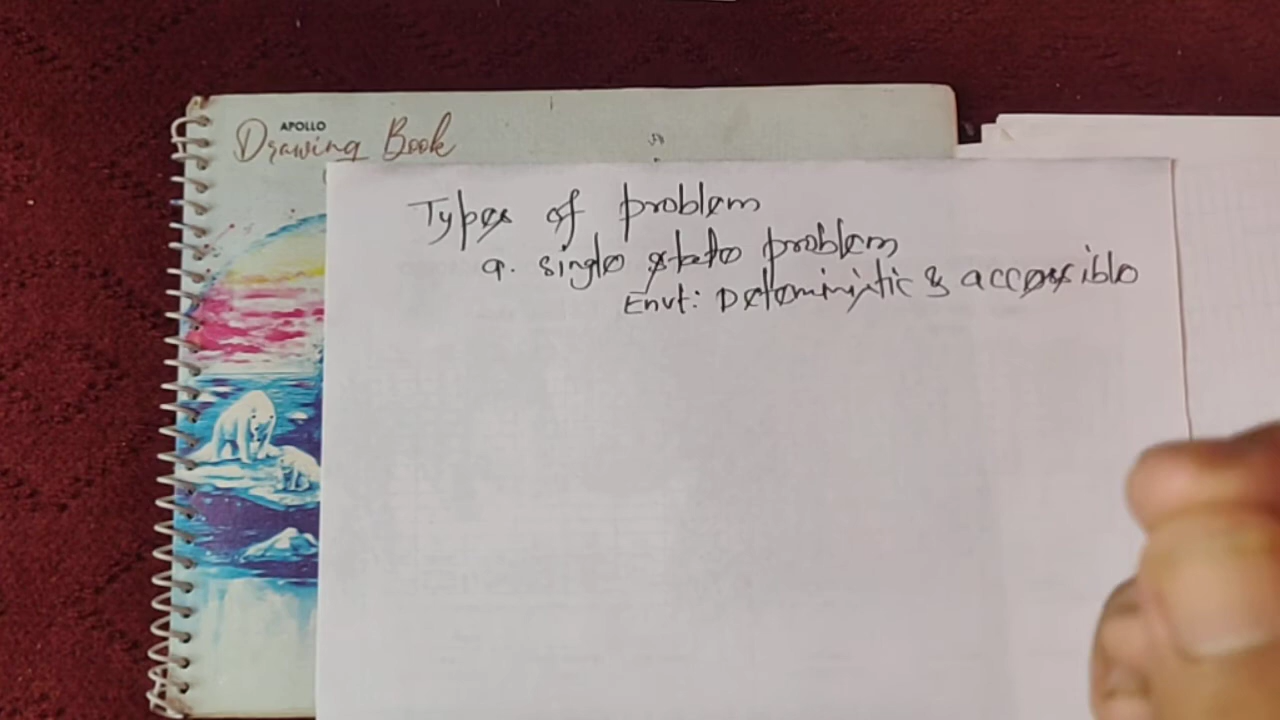 APOLLO
Drawing Book
Types of problem
a. single state problem
Envt: Deterministic & accessible